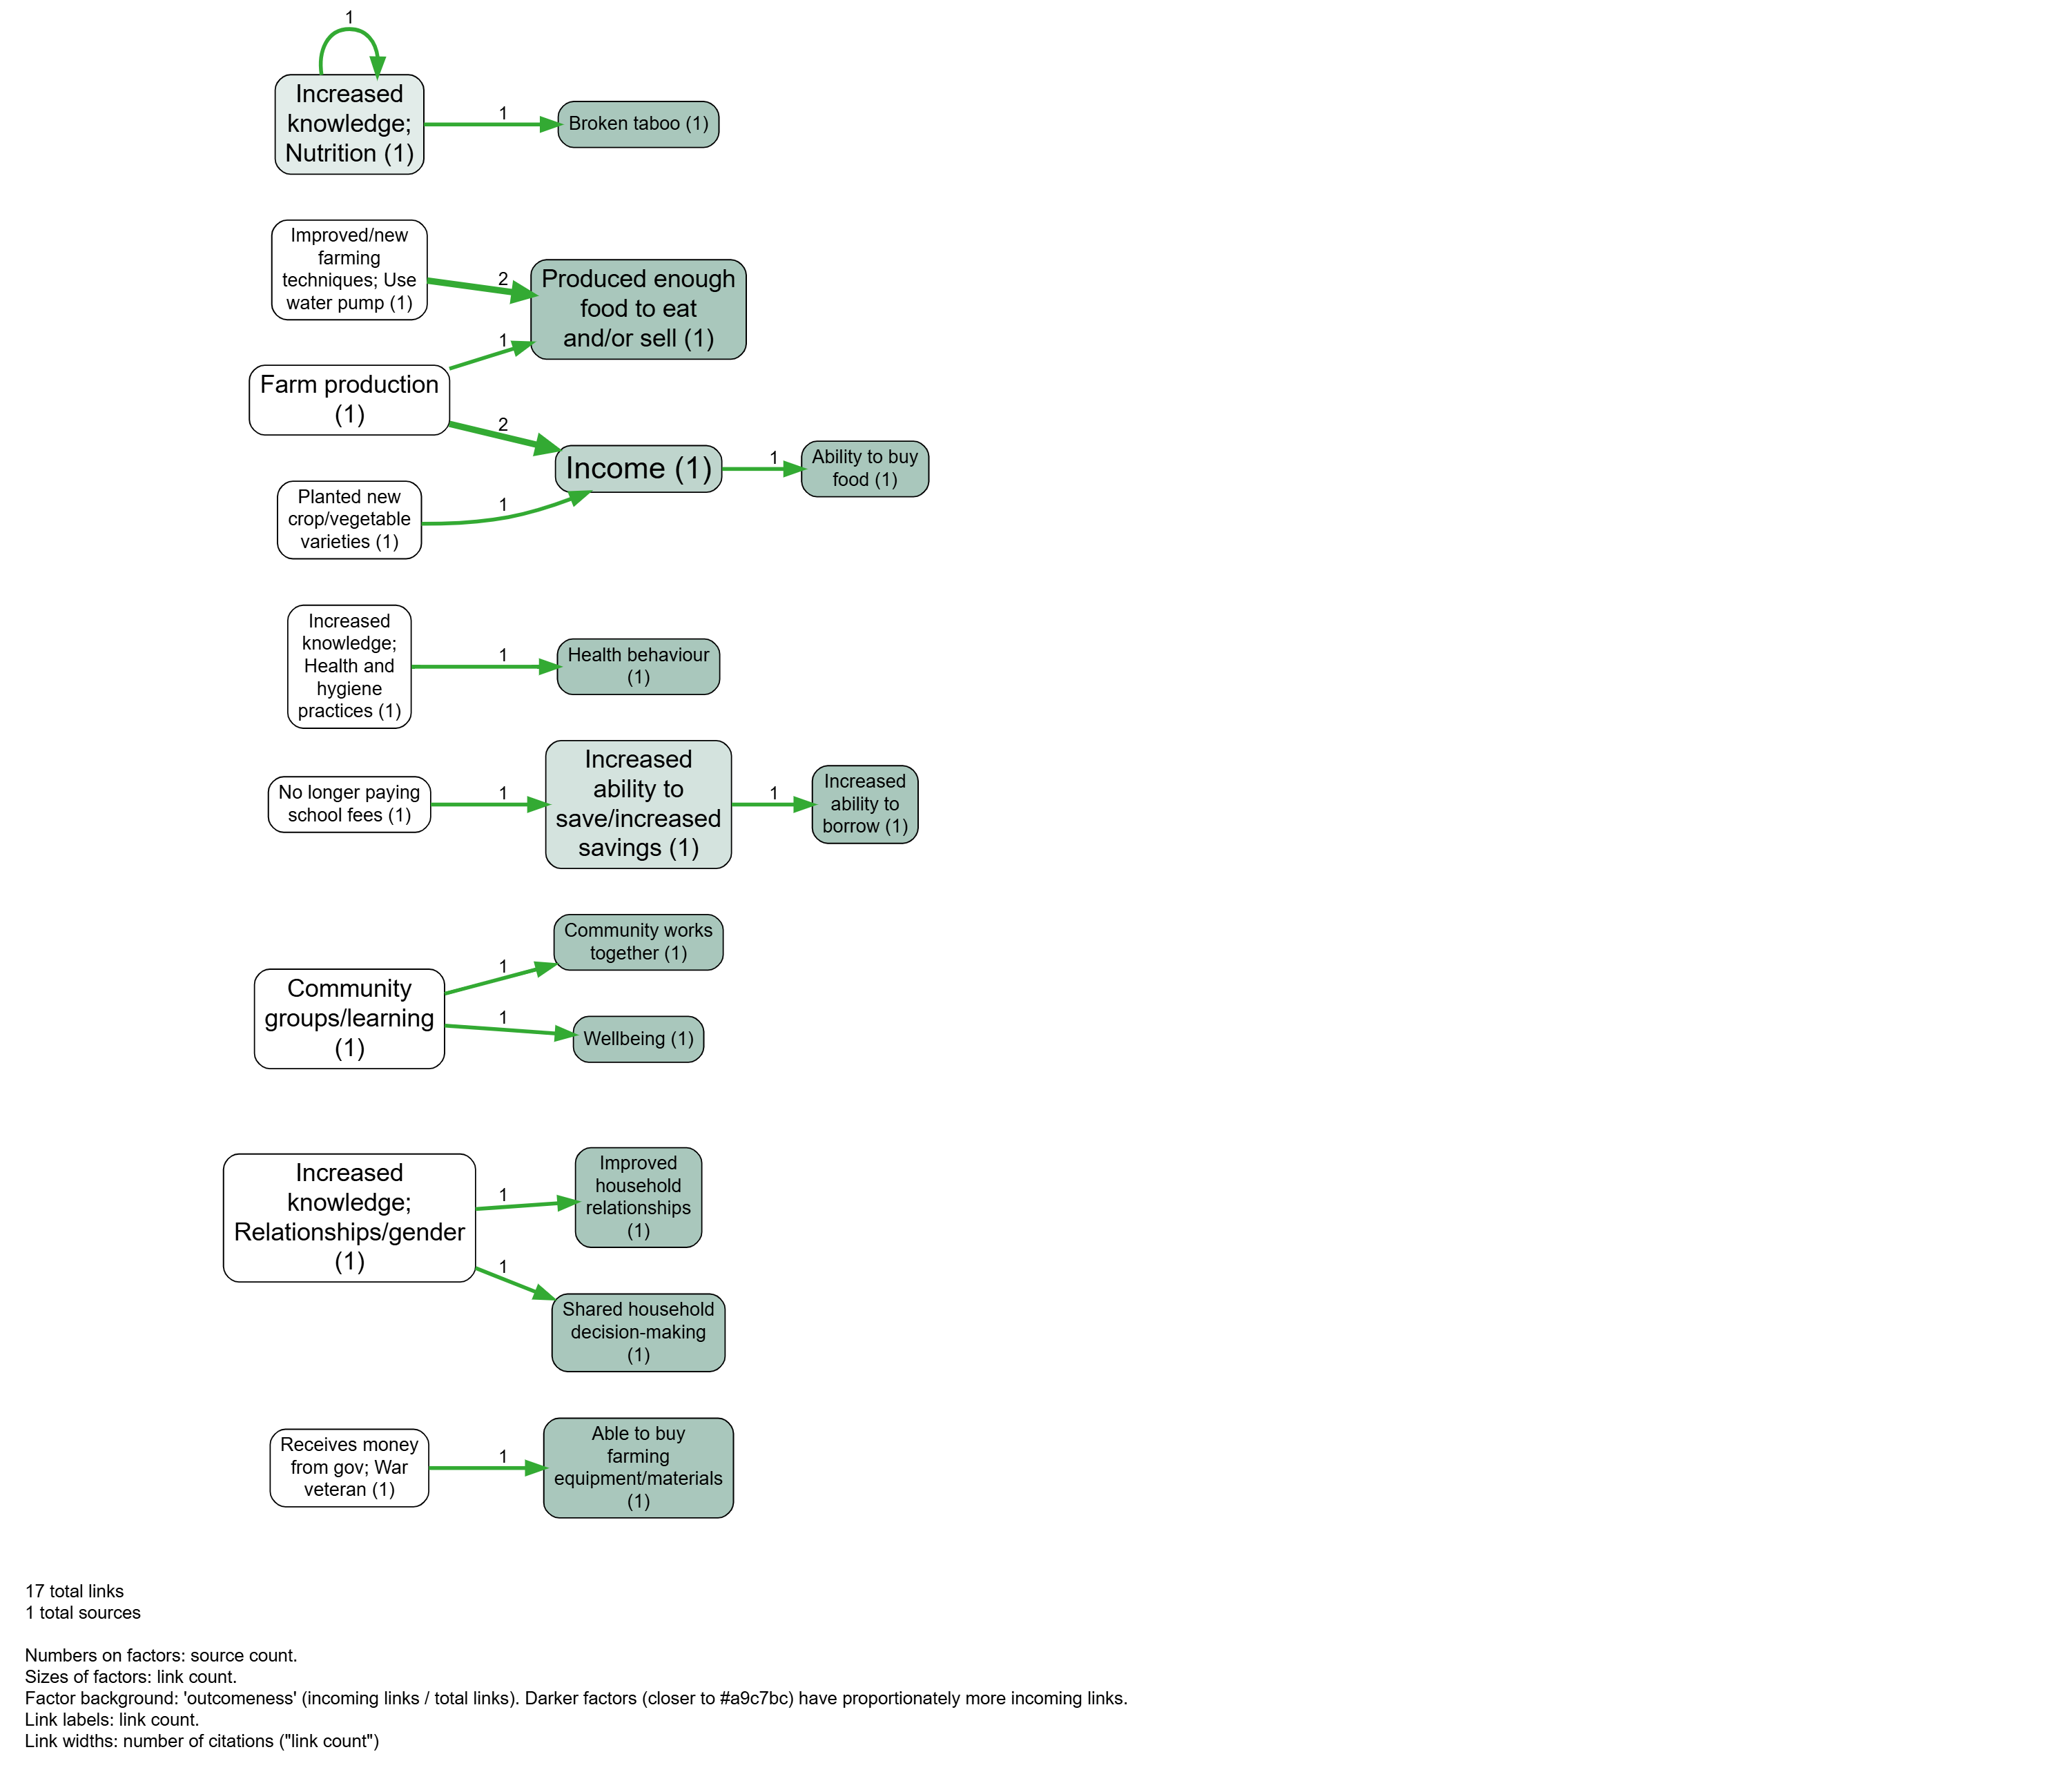 1
Increased
knowledge;
Nutrition (1)
1
Broken taboo (1)
Improved/new
farming
techniques; Use
water pump (1)
2
Produced enough
food to eat
and/or sell (1)
1
Farm production
(1)
2
Income (1)
1
Ability to buy
food (1)
Planted new
crop/vegetable
varieties (1)
1
Increased
knowledge;
Health and
hygiene
practices (1)
1
Health behaviour
(1)
No longer paying
school fees (1)
1
Increased
ability to
save/increased
savings (1)
1
Increased
ability to
borrow (1)
Community
groups/learning
(1)
1
Community works
together (1)
1
Wellbeing (1)
Increased
knowledge;
Relationships/gender
(1)
1
Improved
household
relationships
(1)
1
Shared household
decision-making
(1)
Receives money
from gov; War
veteran (1)
1
Able to buy
farming
equipment/materials
(1)
17 total links
1 total sources
Numbers on factors: source count.
Sizes of factors: link count.
Factor background: 'outcomeness' (incoming links / total links). Darker factors (closer to #a9c7bc) have proportionately more incoming links.
Link labels: link count.
Link widths: number of citations ("link count")